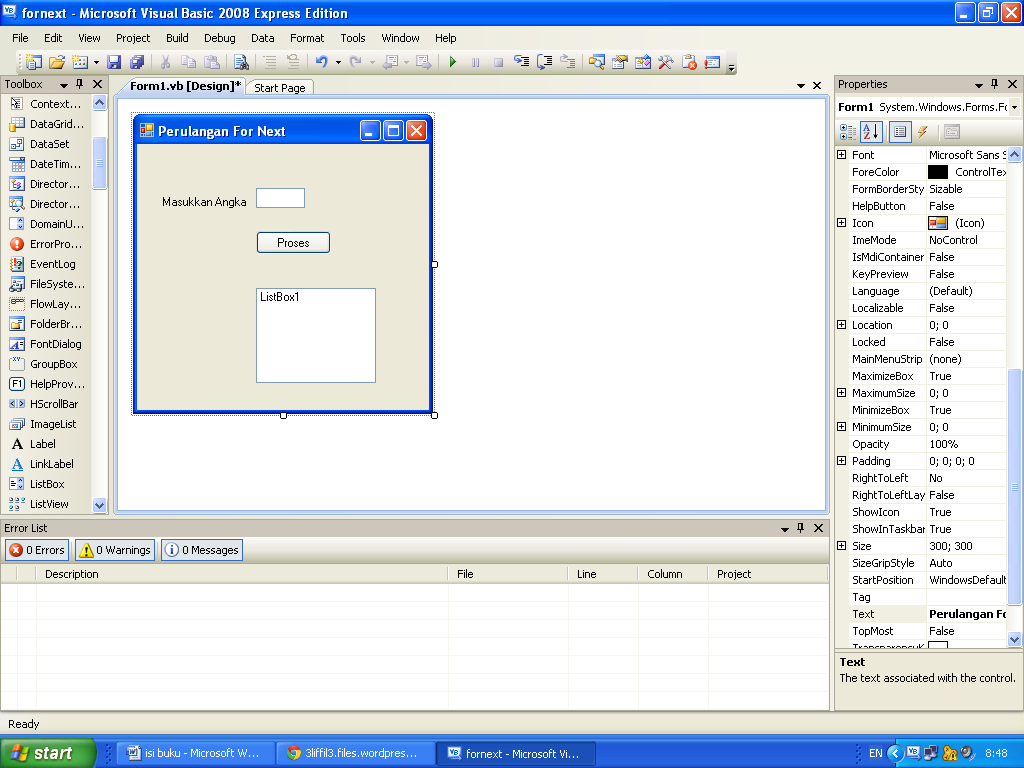 fornext - Microsoft Visual Basic 2008 Express Edition
File Edit View Project Build Debug Data Format Tools Window Help
Toolbox
Context...
DataGrid...
DataSet
DateTim...
Director...
Director...
DomainU...
ErrorPro...
EventLog
FileSyste...
FlowLay...
FolderBr...
FontDialog
GroupBox
HelpProv...
HScrollBar
ImageList
Label
LinkLabel
ListBox
ListView
Form1.vb [Design]* Start Page
Perulangan For Next
Masukkan Angka
Proses
ListBox1
Properties
Form1 System.Windows.Forms.Fo
Font Microsoft Sans S
ForeColor ControlTex
FormBorderSty Sizable
HelpButton False
Icon (Icon)
ImeMode NoControl
IsMdiContainer False
KeyPreview False
Language (Default)
Localizable False
Location 0; 0
Locked False
MainMenuStrip (none)
MaximizeBox True
MaximumSize 0; 0
MinimizeBox True
MinimumSize 0; 0
Opacity 100%
Padding 0; 0; 0; 0
RightToLeft No
RightToLeftLay False
ShowIcon True
ShowInTaskbar True
Size 300; 300
SizeGripStyle Auto
StartPosition WindowsDefault
Tag
Text Perulangan Fo
TopMost False
Text
The text associated with the control.
Error List
0 Errors 0 Warnings 0 Messages
Description File Line Column Project
Ready
start isi buku - Microsoft W... 3liffil3.files.wordpres... fornext - Microsoft Vi... EN 8:48